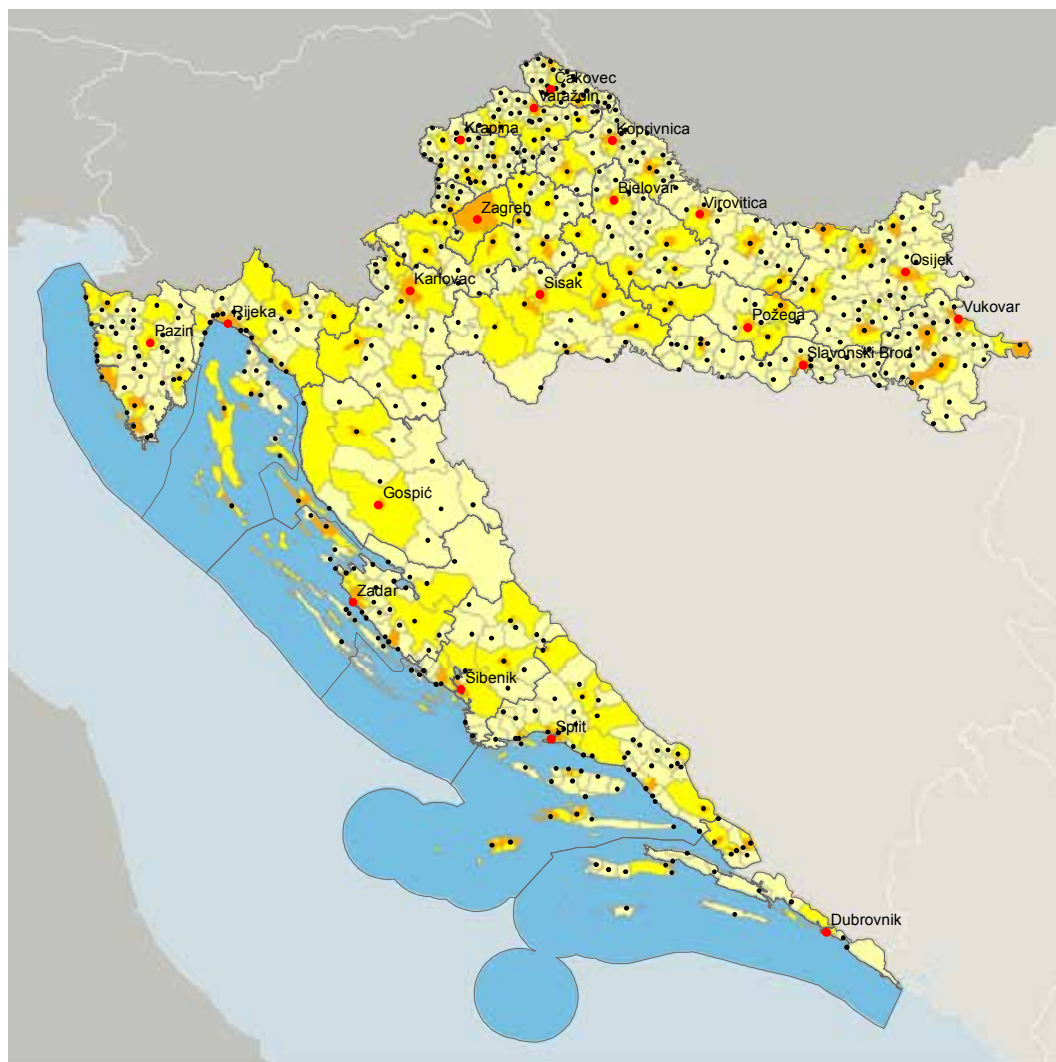 Čakovec
Varaždin
Krapina
Koprivnica
Bjelovar
Virovitica
Zagreb
Osijek
Karlovac
Sisak
Vukovar
Rijeka
Požega
Pazin
Slavonski Brod
Gospić
Zadar
Šibenik
Split
Dubrovnik